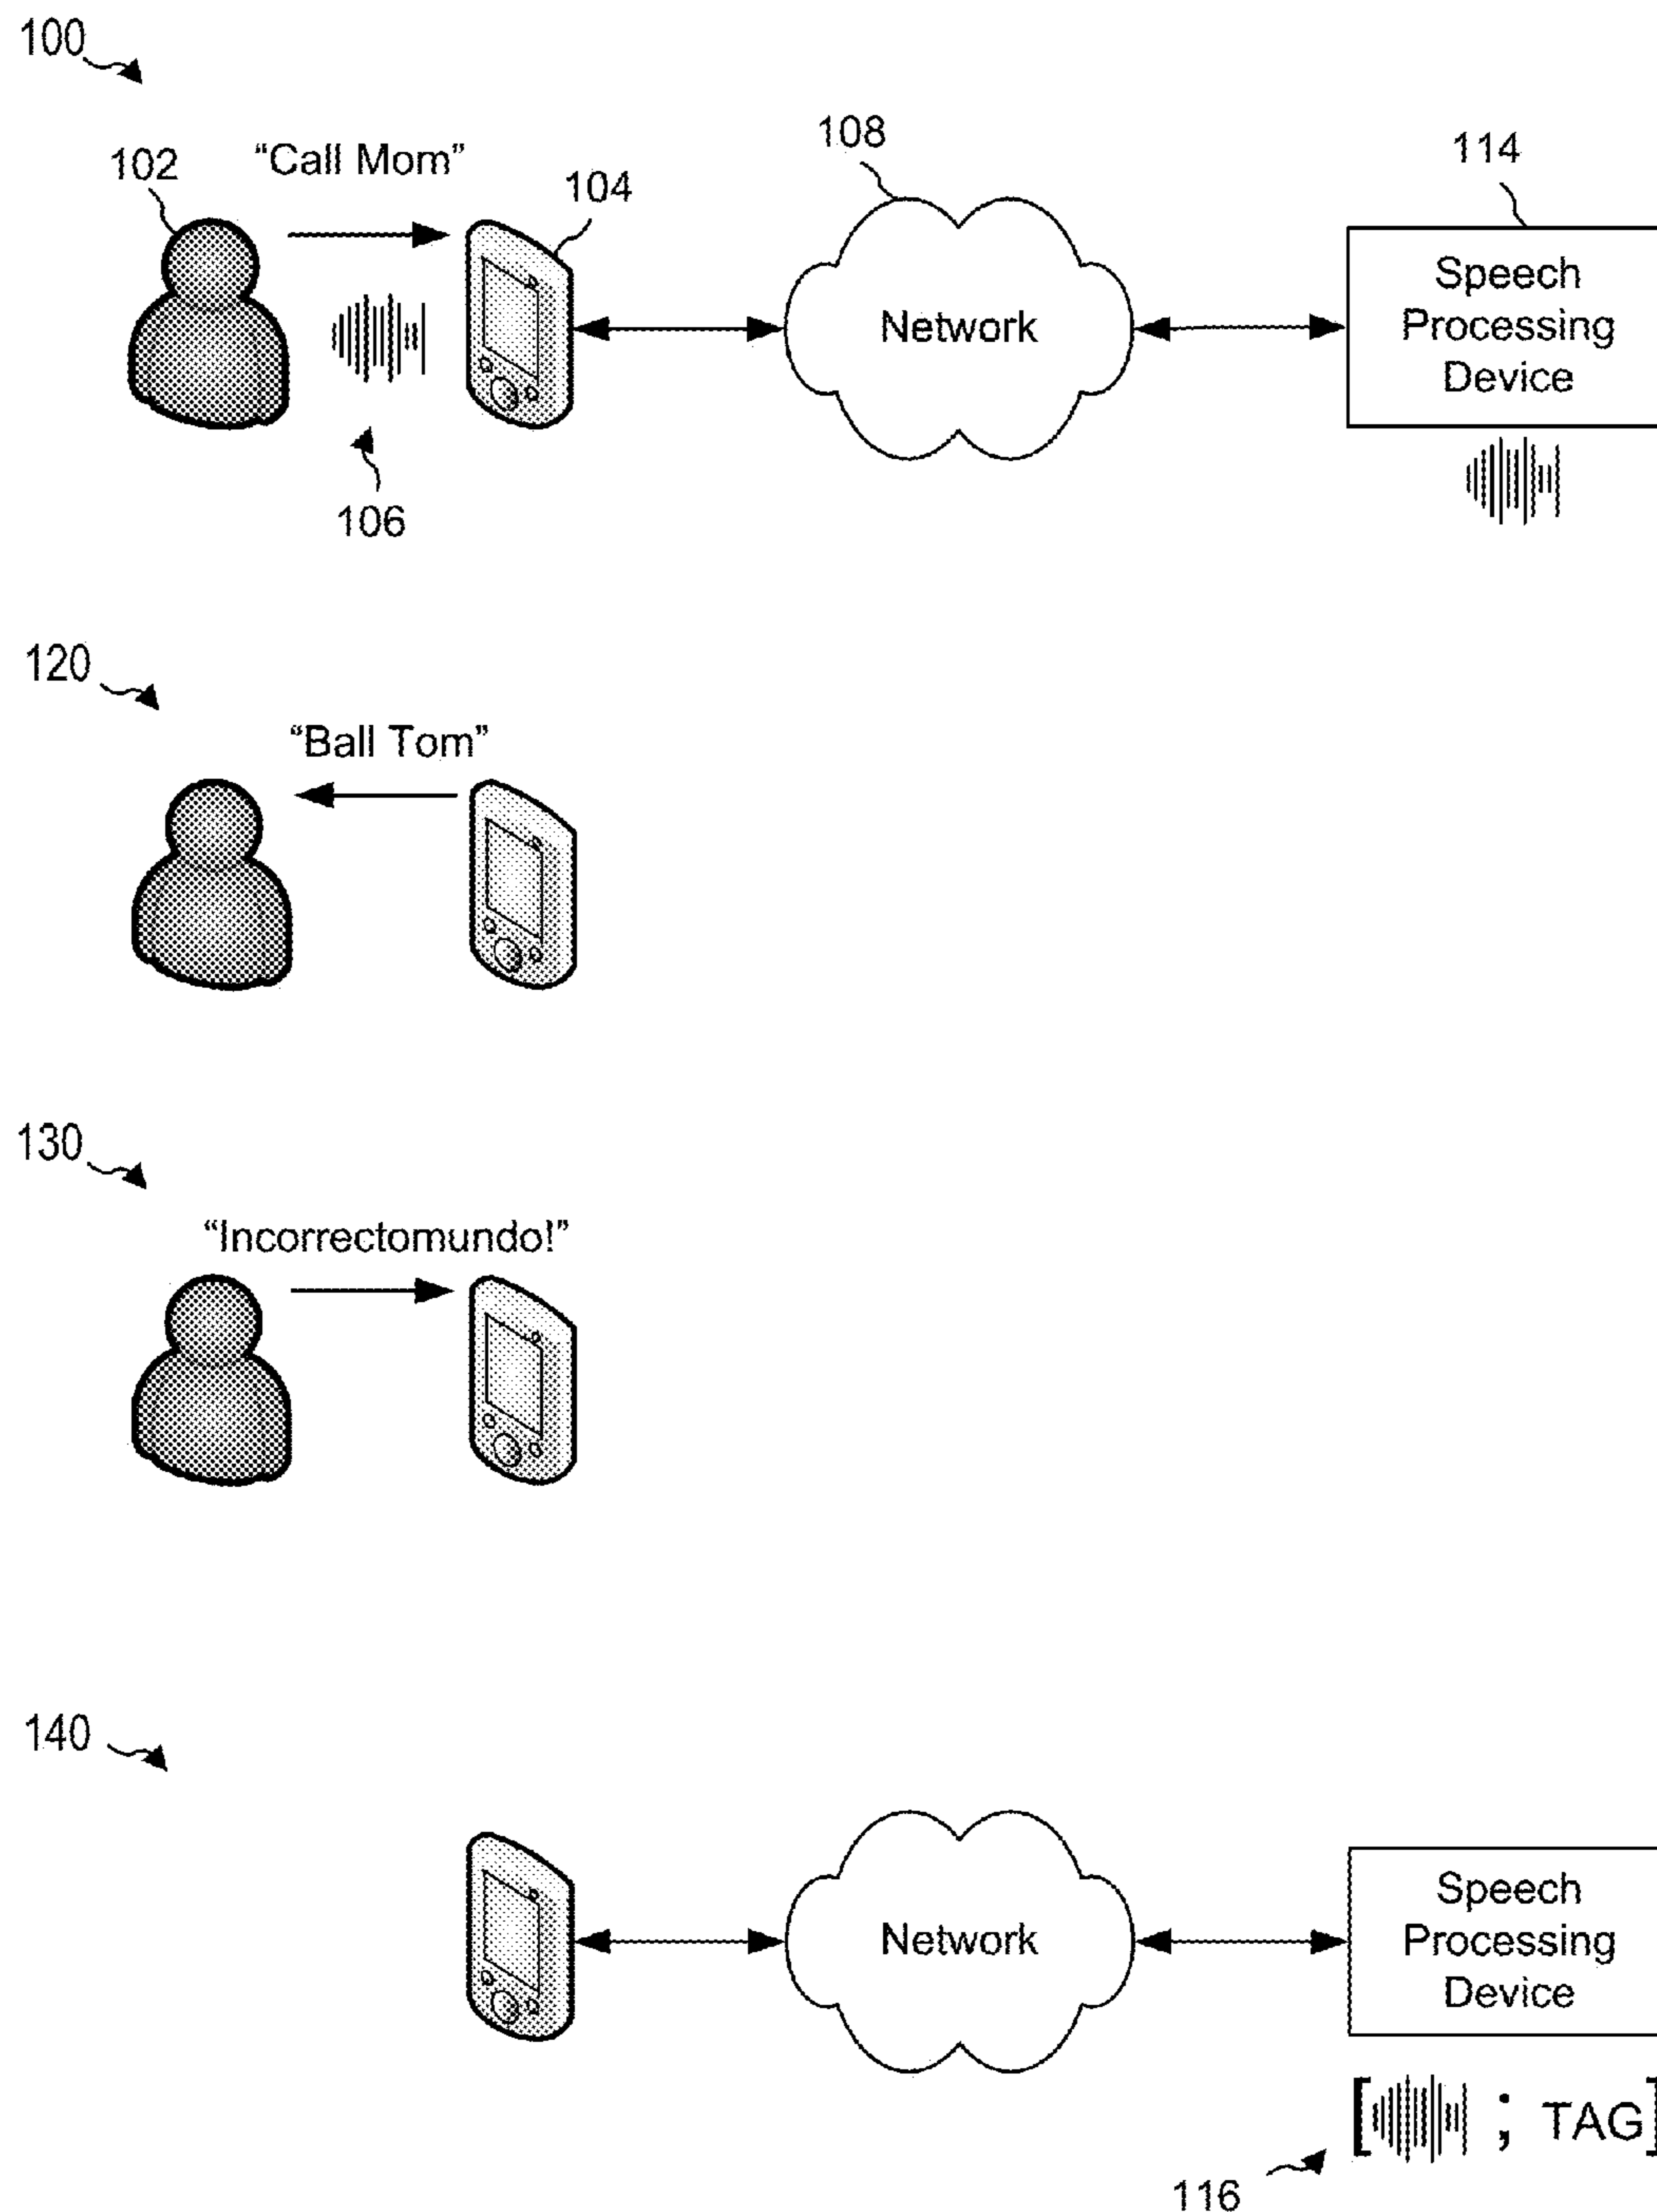 100
102
“Call Mom”
104
108
114
106
Network
Speech
Processing
Device
120
“Ball Tom”
130
“Incorrectomundo!”
140
Network
Speech
Processing
Device
[ ; TAG]
116